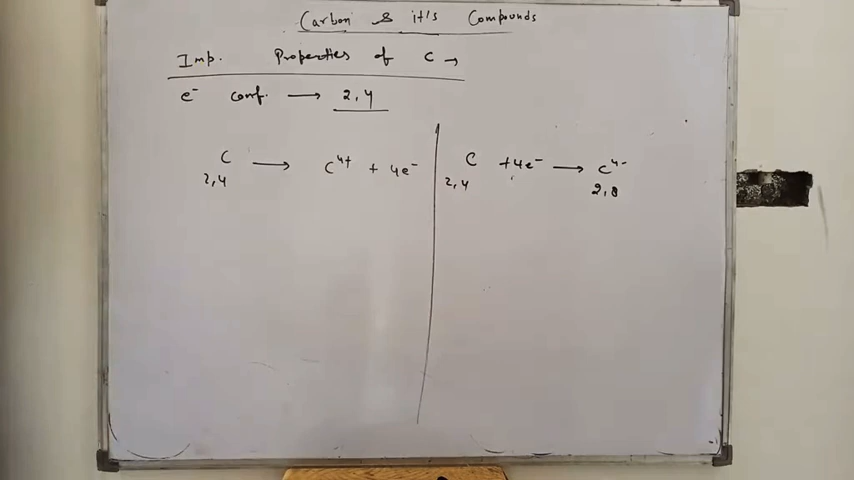 Carbon & it's Compounds
Imp. Properties of C →
e⁻ conf. → 2,4
C → C⁴⁺ + 4e⁻
2,4
C +4e⁻ → C⁴⁻
2,4 2,8